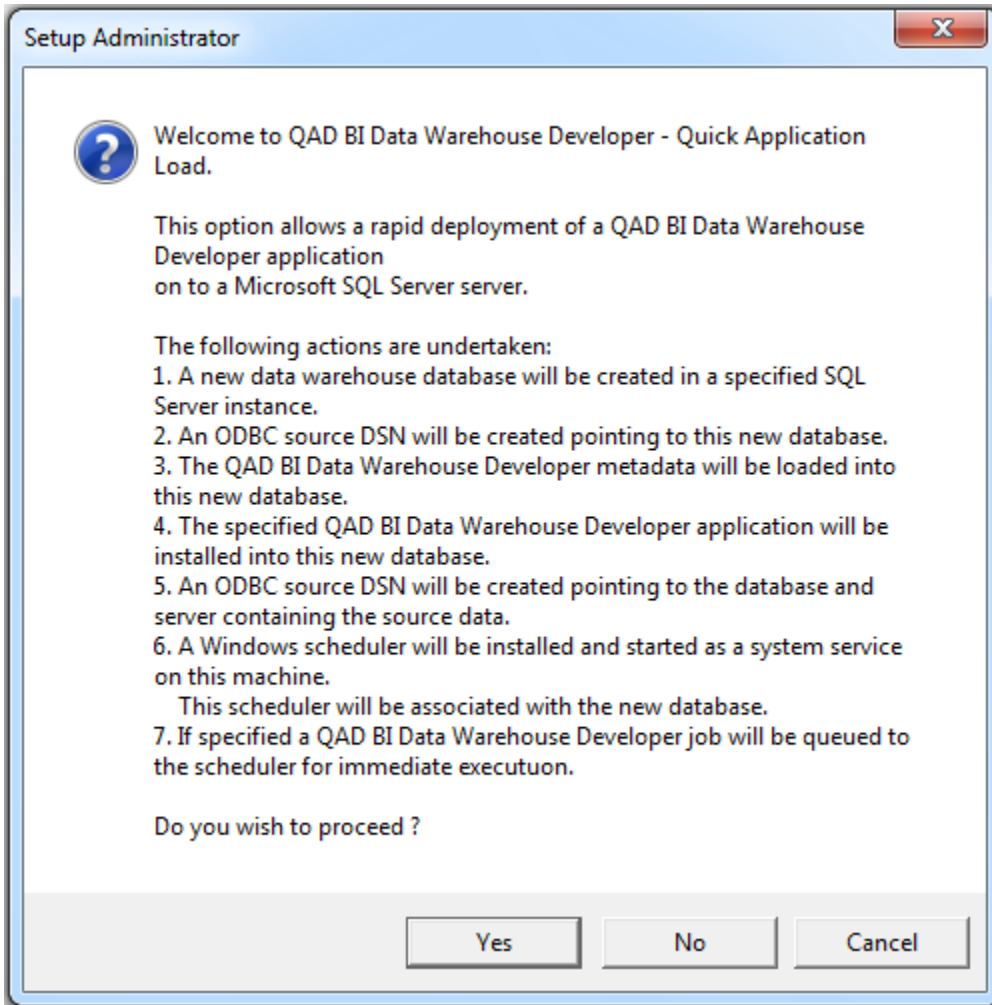 Setup Administrator
Welcome to QAD BI Data Warehouse Developer - Quick Application
Load.
This option allows a rapid deployment of a QAD BI Data Warehouse
Developer application
on to a Microsoft SQL Server server.
The following actions are undertaken:
1. A new data warehouse database will be created in a specified SQL
Server instance.
2. An ODBC source DSN will be created pointing to this new database.
3. The QAD BI Data Warehouse Developer metadata will be loaded into
this new database.
4. The specified QAD BI Data Warehouse Developer application will be
installed into this new database.
5. An ODBC source DSN will be created pointing to the database and
server containing the source data.
6. A Windows scheduler will be installed and started as a system service
on this machine.
This scheduler will be associated with the new database.
7. If specified a QAD BI Data Warehouse Developer job will be queued to
the scheduler for immediate executuon.
Do you wish to proceed ?
Yes No Cancel